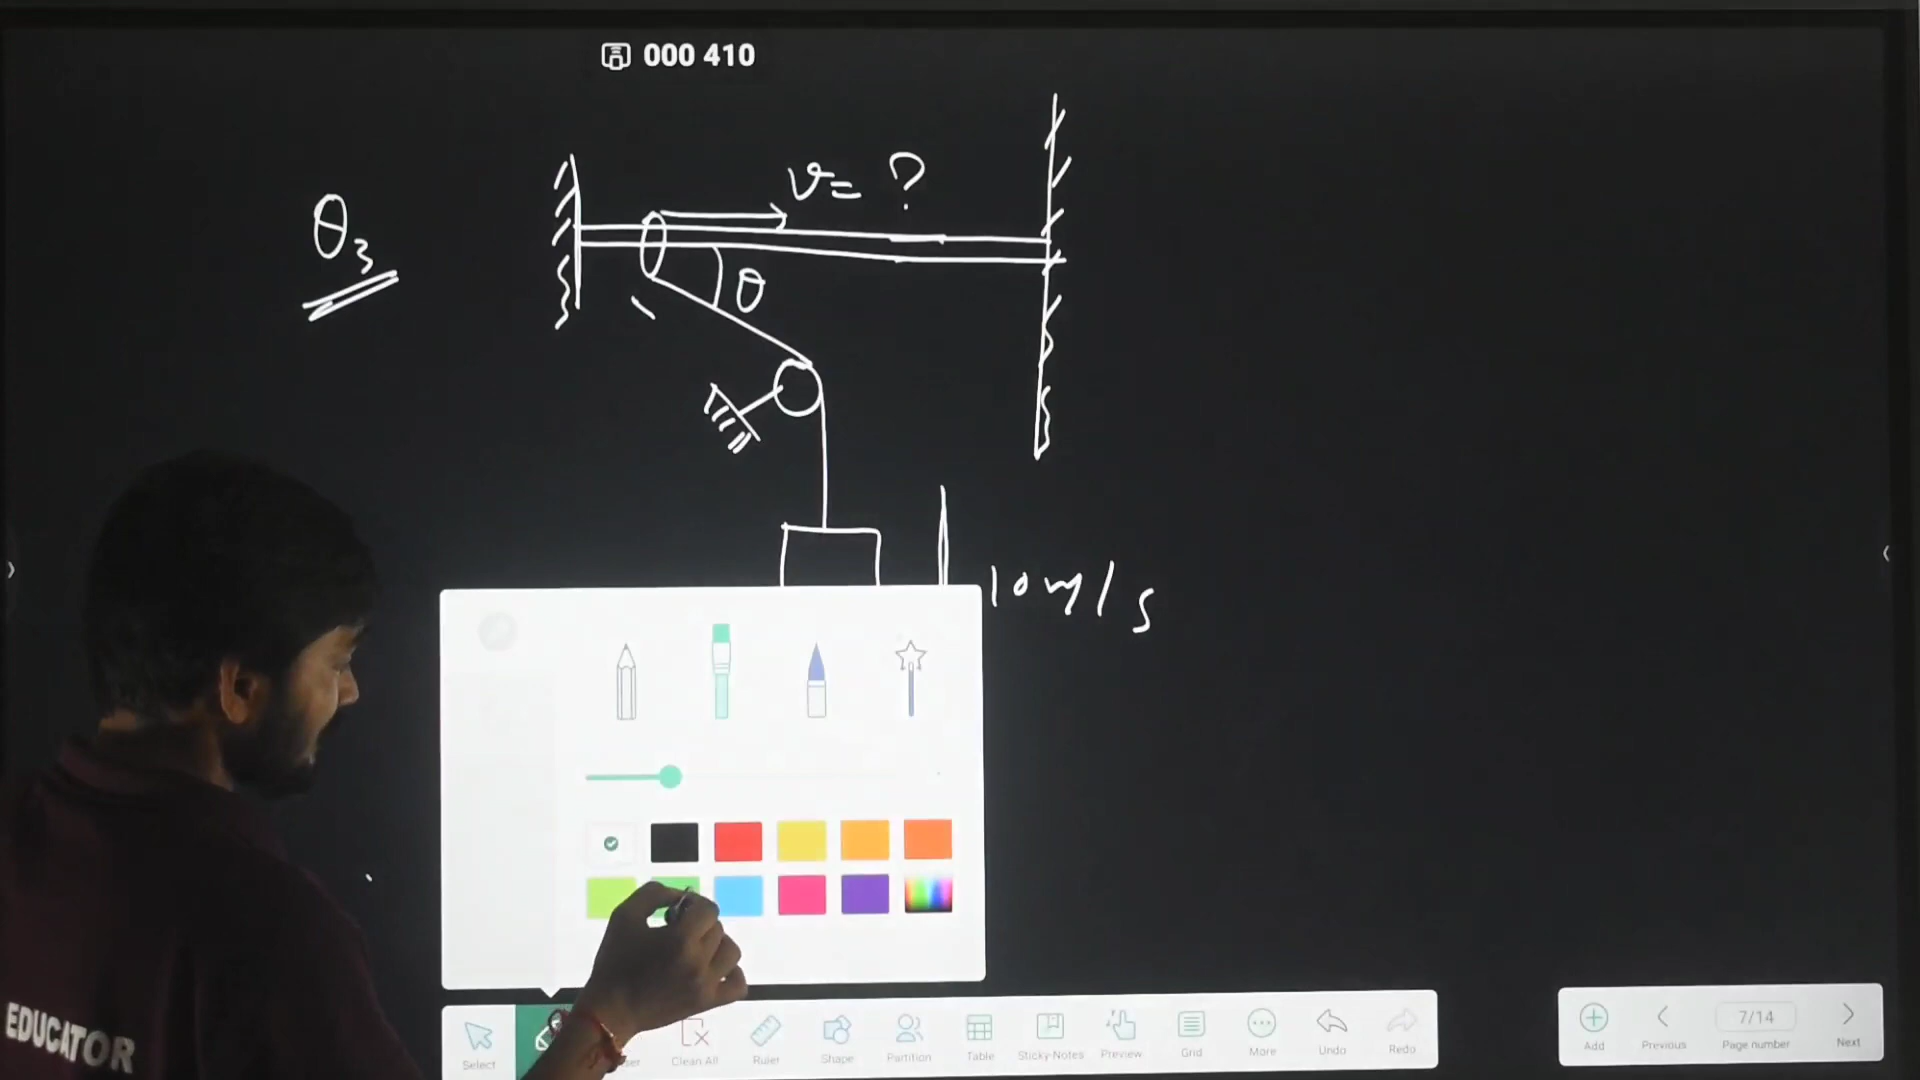 000 410
v = ?
θ3
θ
10 m/s
EDUCATOR
Select
Clean All
Ruler
Shape
Partition
Table
Sticky-Notes
Preview
Grid
More
Undo
Redo
Add
Previous
7/14
Page number
Next